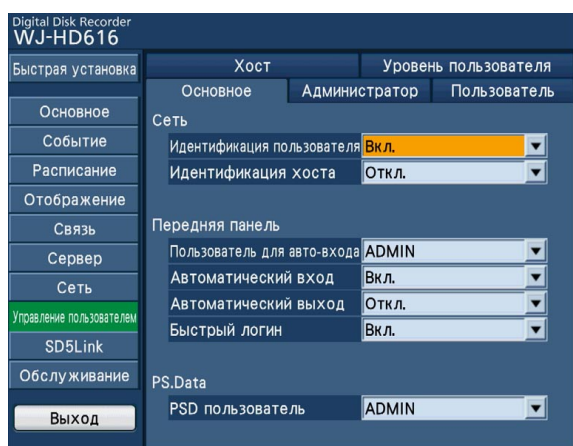 Digital Disk Recorder
WJ-HD616
Быстрая установка
Основное
Событие
Расписание
Отображение
Связь
Сервер
Сеть
Управление пользователем
SD5Link
Обслуживание
Выход
Хост Уровень пользователя
Основное Администратор Пользователь
Сеть
Идентификация пользователя Вкл.
Идентификация хоста Откл.
Передняя панель
Пользователь для авто-входа ADMIN
Автоматический вход Вкл.
Автоматический выход Откл.
Быстрый логин Вкл.
PS.Data
PSD пользователь ADMIN